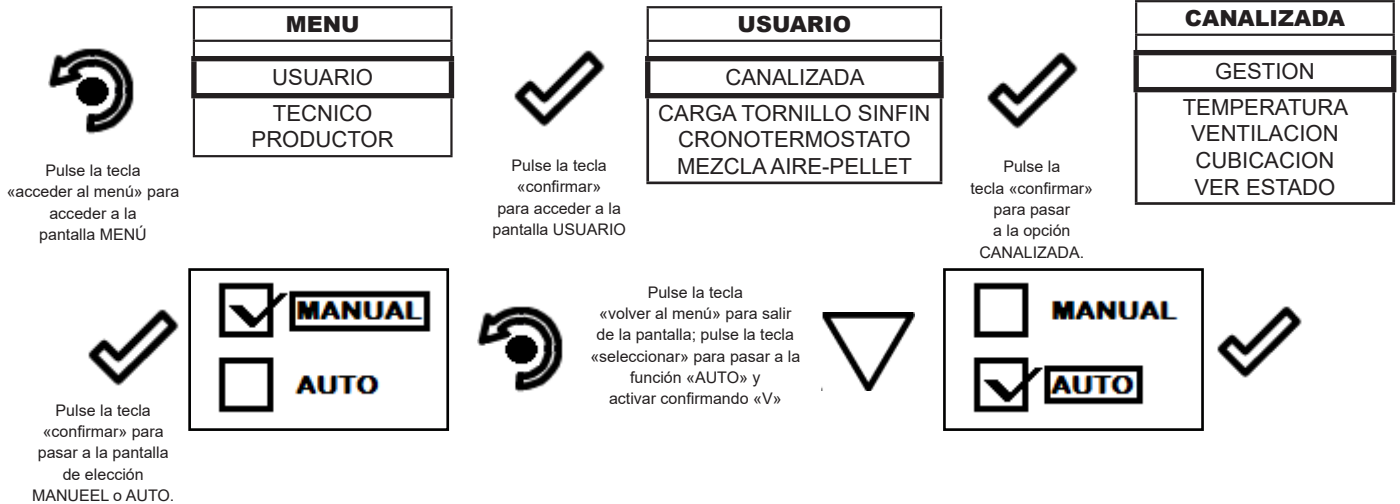 MENU
USUARIO
TECNICO
PRODUCTOR
Pulse la tecla
«acceder al menú» para
acceder a la
pantalla MENÚ
USUARIO
CANALIZADA
CARGA TORNILLO SINFIN
CRONOTERMOSTATO
MEZCLA AIRE-PELLET
Pulse la tecla
«confirmar»
para acceder a la
pantalla USUARIO
CANALIZADA
GESTION
TEMPERATURA
VENTILACION
CUBICACION
VER ESTADO
Pulse la
tecla «confirmar»
para pasar
a la opción
CANALIZADA.
MANUAL
AUTO
Pulse la tecla
«confirmar» para
pasar a la pantalla
de elección
MANUEEL o AUTO.
Pulse la tecla
«volver al menú» para salir
de la pantalla; pulse la tecla
«seleccionar» para pasar a la
función «AUTO» y
activar confirmando «V»
MANUAL
AUTO